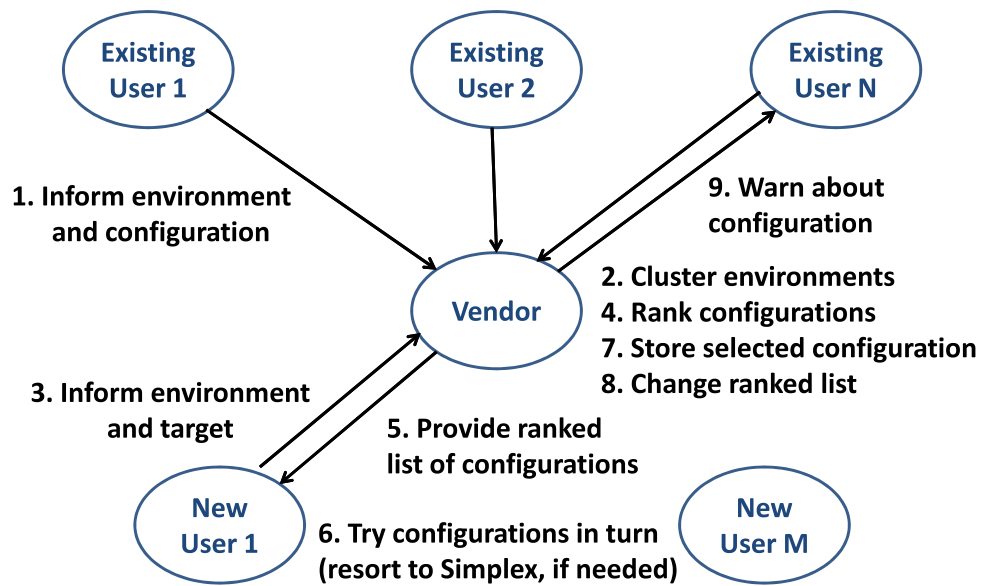 Existing
User 1
Existing
User 2
Existing
User N
1. Inform environment
and configuration
9. Warn about
configuration
Vendor
2. Cluster environments
4. Rank configurations
7. Store selected configuration
8. Change ranked list
3. Inform environment
and target
5. Provide ranked
list of configurations
New
User 1
6. Try configurations in turn
(resort to Simplex, if needed)
New
User M